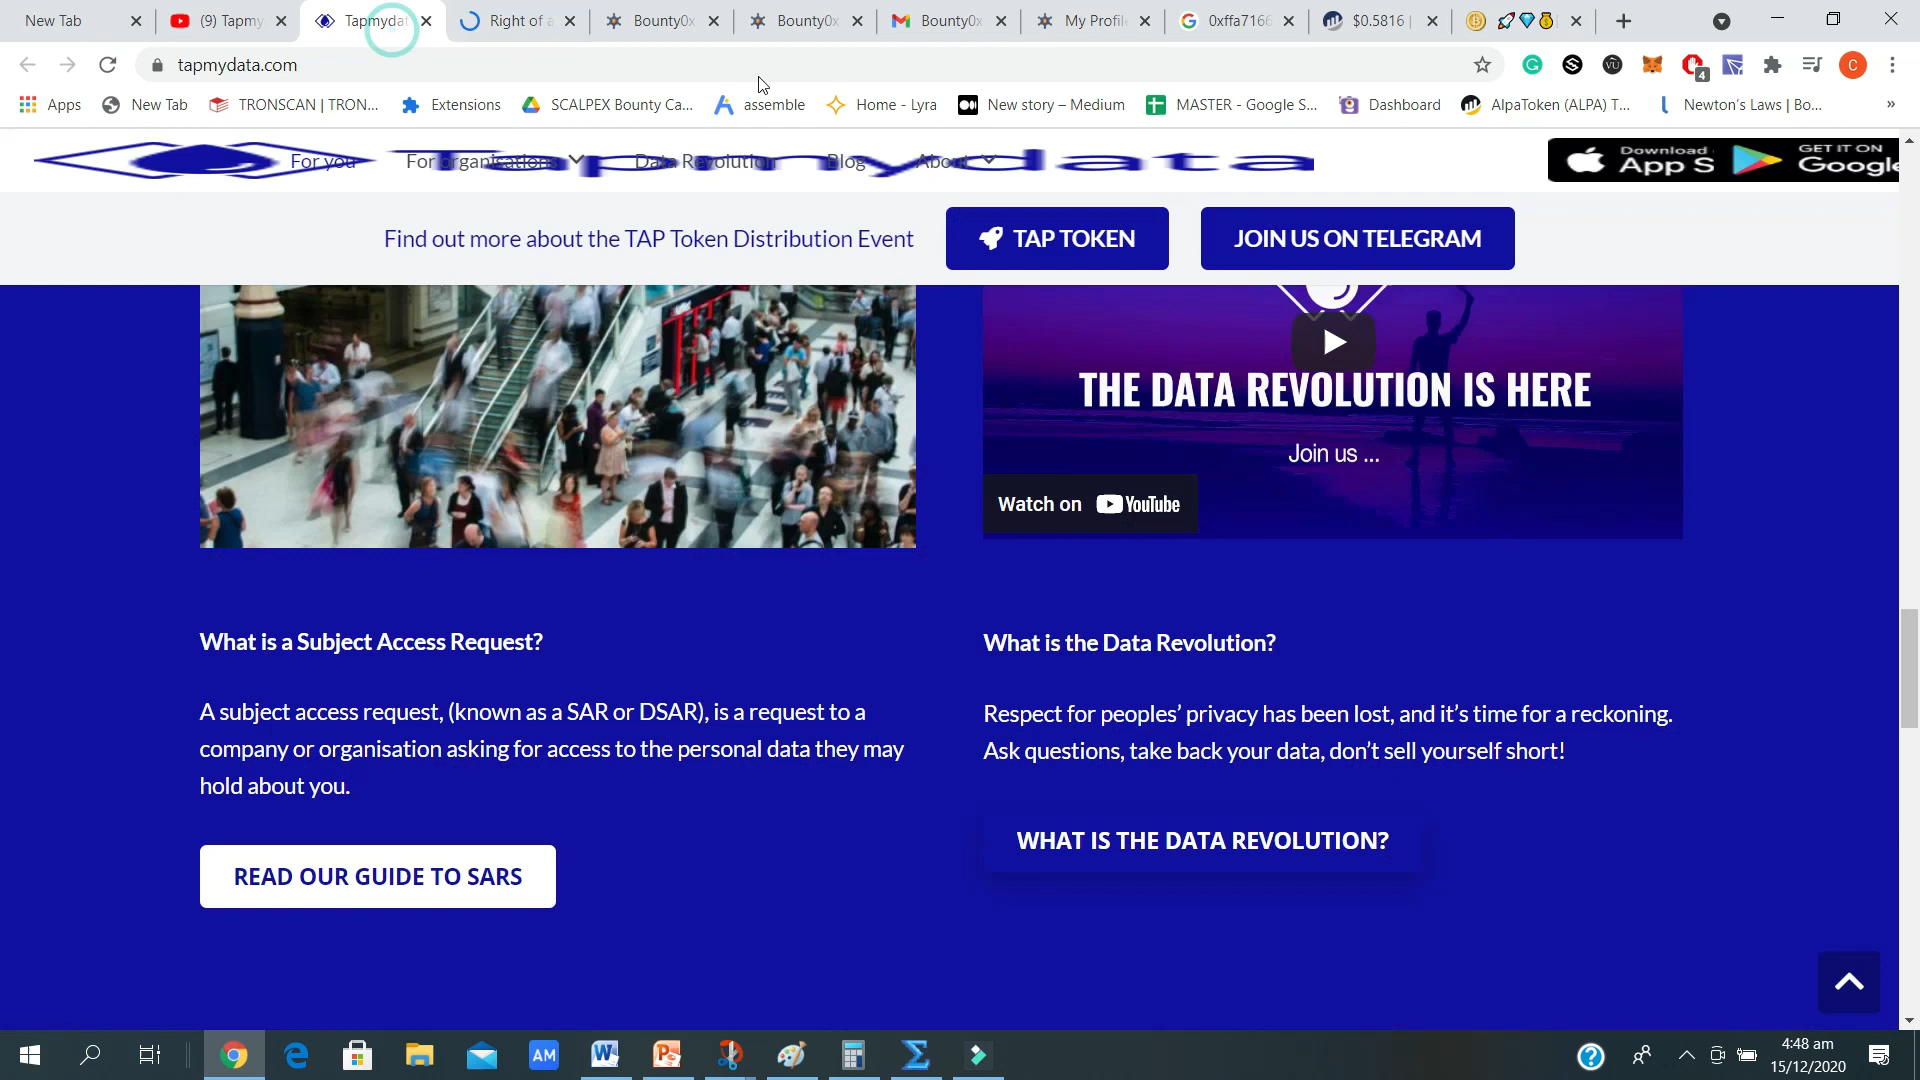 New Tab
(9) Tapmy
Tapmydat
Right of a
Bounty0x
Bounty0x
Bounty0x
My Profile
0xffa7166
$0.5816 |
tapmydata.com
4
C
Apps
New Tab
TRONSCAN | TRON...
Extensions
SCALPEX Bounty Ca...
assemble
Home - Lyra
New story – Medium
MASTER - Google S...
Dashboard
AlpaToken (ALPA) T...
Newton's Laws | Bo...
»
Tapmydata
For you
For organisations
Data Revolution
Blog
About
Download
App S
GET IT ON
Google
Find out more about the TAP Token Distribution Event
TAP TOKEN
JOIN US ON TELEGRAM
THE DATA REVOLUTION IS HERE
Join us ...
Watch on YouTube
What is a Subject Access Request?
A subject access request, (known as a SAR or DSAR), is a request to a
company or organisation asking for access to the personal data they may
hold about you.
READ OUR GUIDE TO SARS
What is the Data Revolution?
Respect for peoples’ privacy has been lost, and it’s time for a reckoning.
Ask questions, take back your data, don’t sell yourself short!
WHAT IS THE DATA REVOLUTION?
AM
4:48 am
15/12/2020